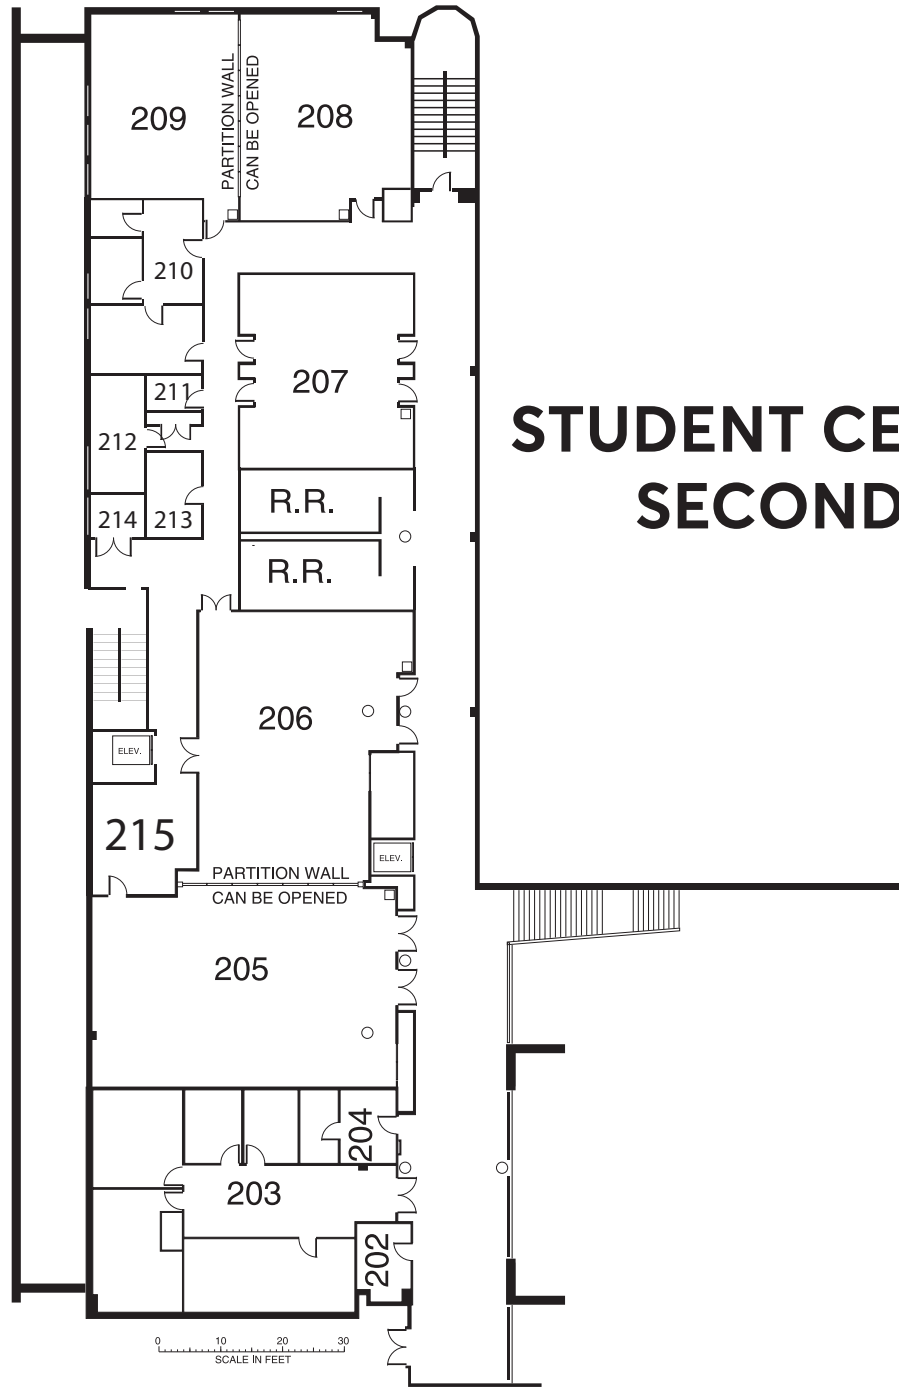 209
PARTITION WALL
CAN BE OPENED
208
210
207
211
212
STUDENT CE
SECOND
R.R.
214
213
R.R.
206
ELEV.
215
ELEV.
PARTITION WALL
CAN BE OPENED
205
204
203
202
0 10 20 30
SCALE IN FEET